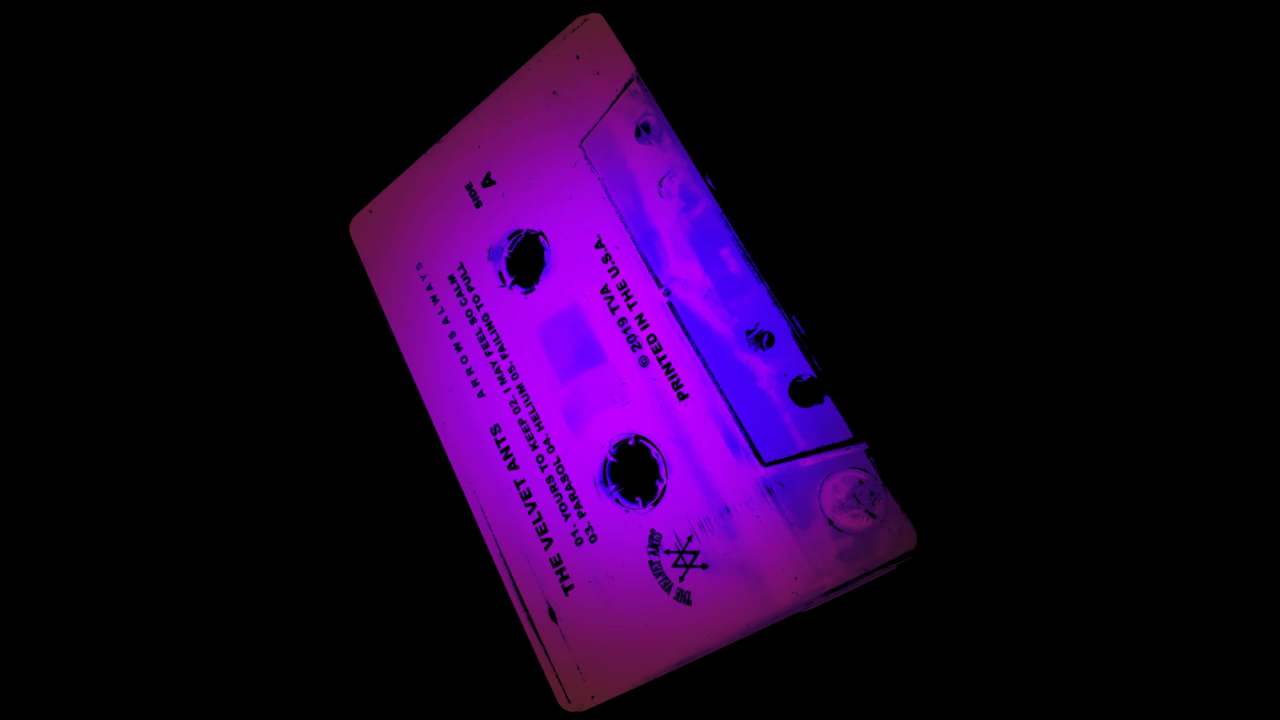 THE VELVET ANTS ARROWS ALWAYS
SIDE
A
01. YOURS TO KEEP 02. I MAY FEEL SO CALM
03. PARASOL 04. HELIUM 05. FAILING TO PULL
THE VELVET ANTS
© 2019 TVA
PRINTED IN THE U.S.A.